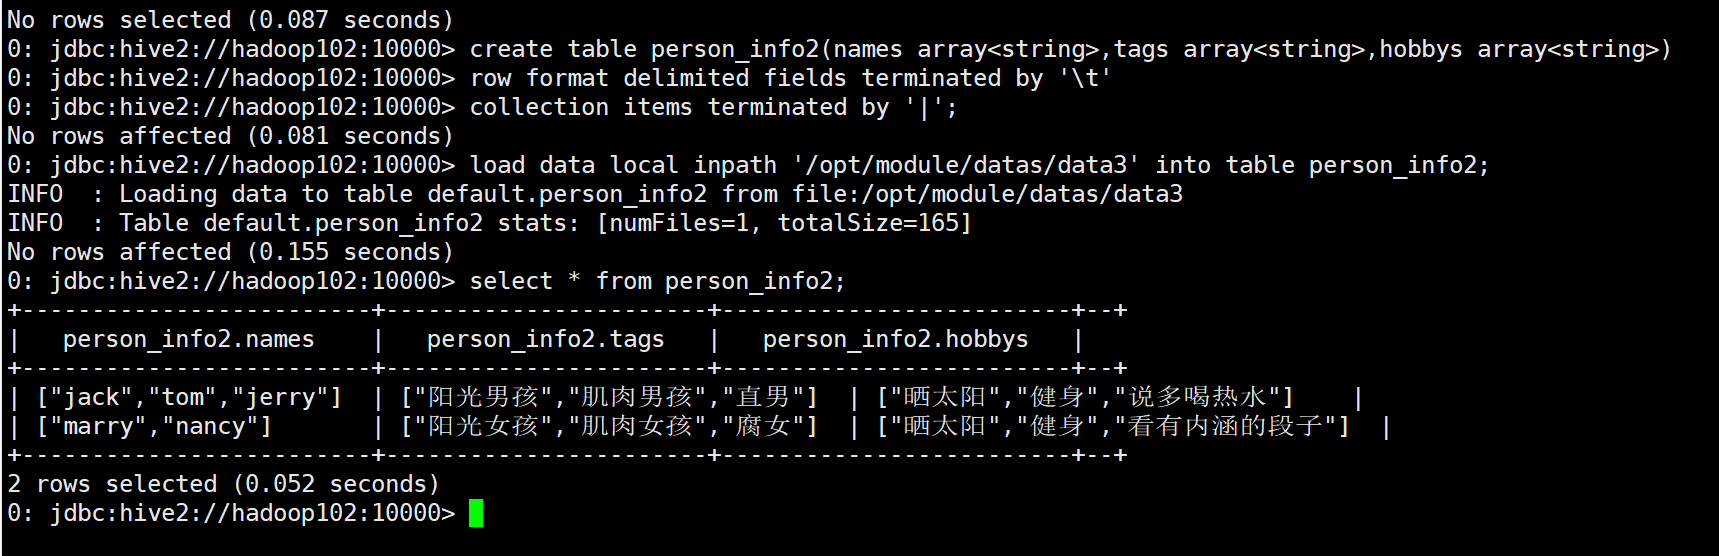 No rows selected (0.087 seconds)
0: jdbc:hive2://hadoop102:10000> create table person_info2(names array<string>,tags array<string>,hobbys array<string>)
0: jdbc:hive2://hadoop102:10000> row format delimited fields terminated by '\t'
0: jdbc:hive2://hadoop102:10000> collection items terminated by '|';
No rows affected (0.081 seconds)
0: jdbc:hive2://hadoop102:10000> load data local inpath '/opt/module/datas/data3' into table person_info2;
INFO  : Loading data to table default.person_info2 from file:/opt/module/datas/data3
INFO  : Table default.person_info2 stats: [numFiles=1, totalSize=165]
No rows affected (0.155 seconds)
0: jdbc:hive2://hadoop102:10000> select * from person_info2;
+-------------------------+-----------------------+-------------------------+--+
|   person_info2.names    |   person_info2.tags   |   person_info2.hobbys   |
+-------------------------+-----------------------+-------------------------+--+
| ["jack","tom","jerry"]  | ["阳光男孩","肌肉男孩","直男"]  | ["晒太阳","健身","说多喝热水"]    |
| ["marry","nancy"]       | ["阳光女孩","肌肉女孩","腐女"]  | ["晒太阳","健身","看有内涵的段子"]  |
+-------------------------+-----------------------+-------------------------+--+
2 rows selected (0.052 seconds)
0: jdbc:hive2://hadoop102:10000>